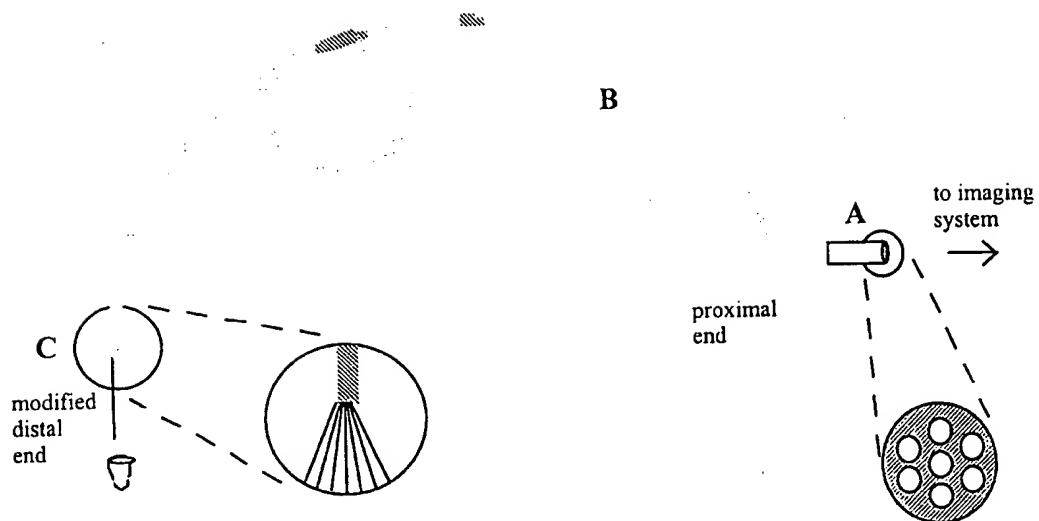 B
to imaging
system
A
proximal
end
C
modified
distal
end